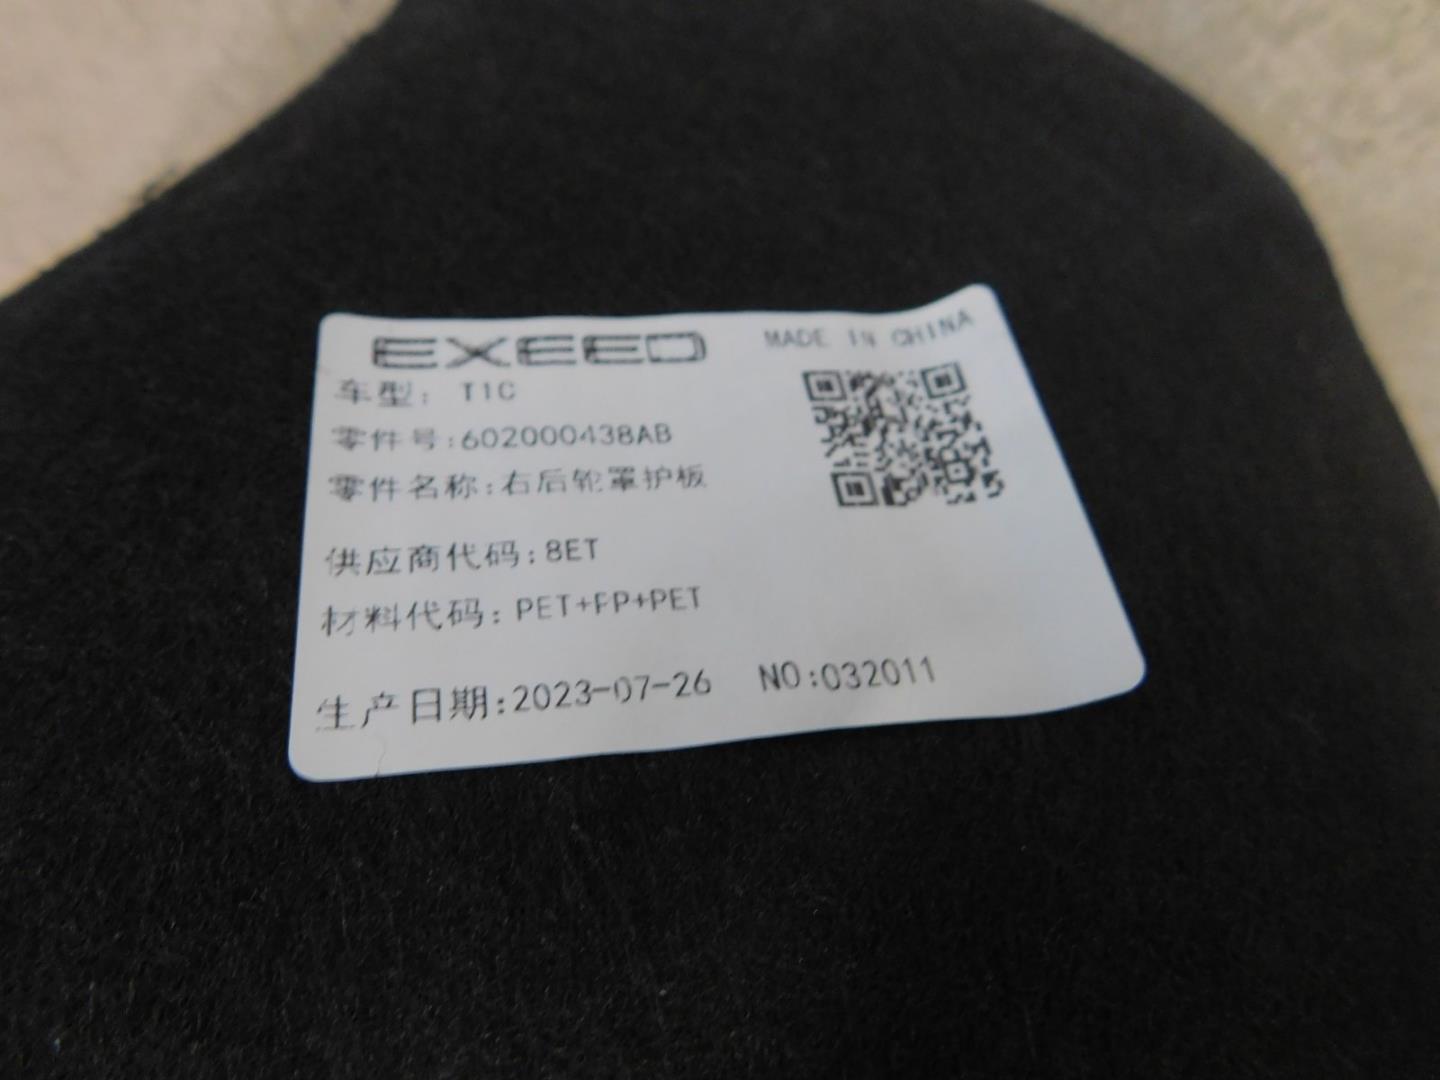 EXEED
MADE IN CHINA
车型: T1C
零件号:602000438AB
零件名称:右后轮罩护板
供应商代码:8ET
材料代码: PET+PP+PET
生产日期:2023-07-26 NO:032011